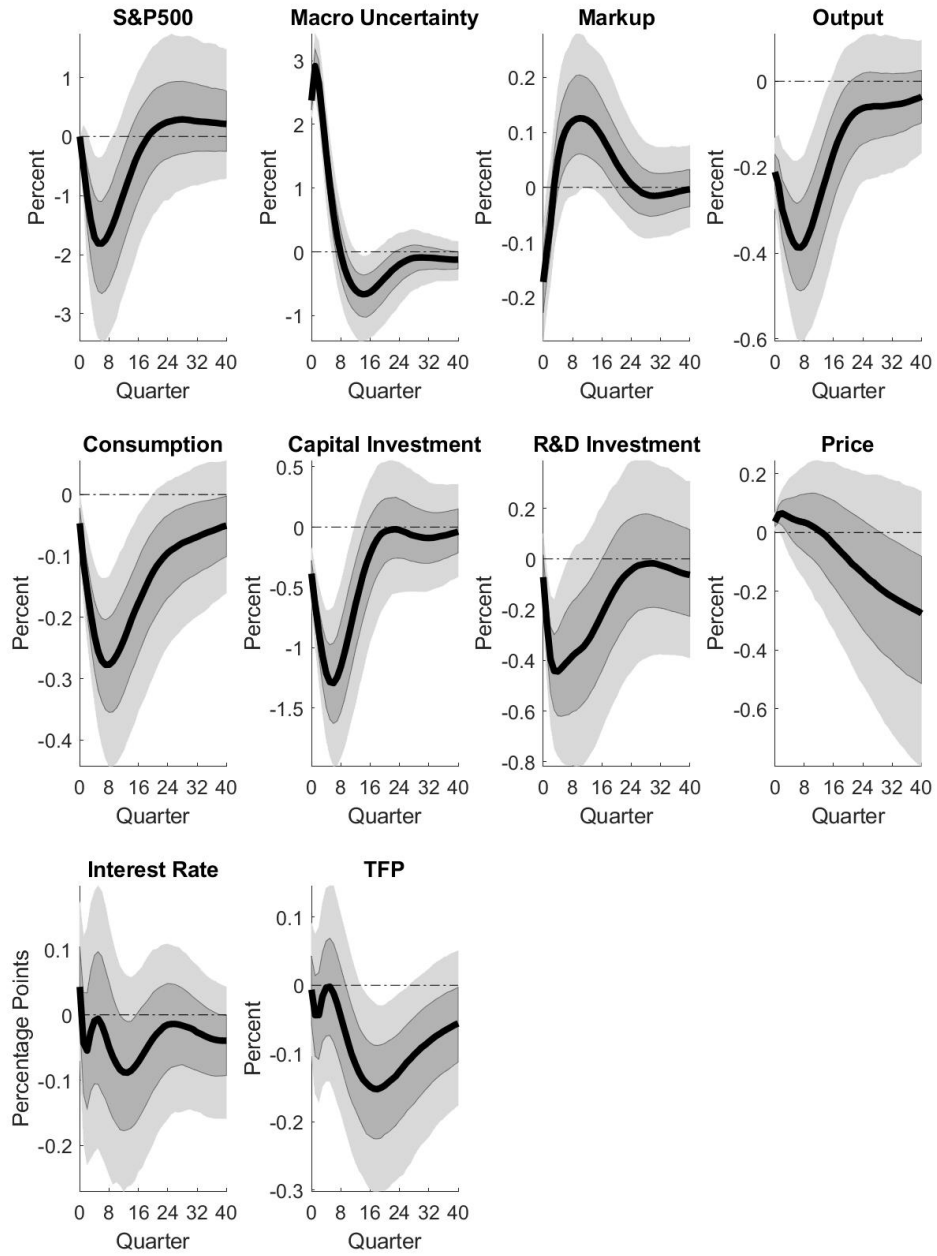 S&P500
Macro Uncertainty
Markup
Output
Percent
1
0
-1
-2
-3
0 8 16 24 32 40
Quarter
Percent
3
2
1
0
-1
0 8 16 24 32 40
Quarter
Percent
0.2
0.1
0
-0.1
-0.2
0 8 16 24 32 40
Quarter
Percent
0
-0.2
-0.4
-0.6
0 8 16 24 32 40
Quarter
Consumption
Capital Investment
R&D Investment
Price
Percent
0
-0.1
-0.2
-0.3
-0.4
0 8 16 24 32 40
Quarter
Percent
0.5
0
-0.5
-1
-1.5
0 8 16 24 32 40
Quarter
Percent
0.2
0
-0.2
-0.4
-0.6
-0.8
0 8 16 24 32 40
Quarter
Percent
0.2
0
-0.2
-0.4
-0.6
0 8 16 24 32 40
Quarter
Interest Rate
TFP
Percentage Points
0.1
0
-0.1
-0.2
0 8 16 24 32 40
Quarter
Percent
0.1
0
-0.1
-0.2
-0.3
0 8 16 24 32 40
Quarter